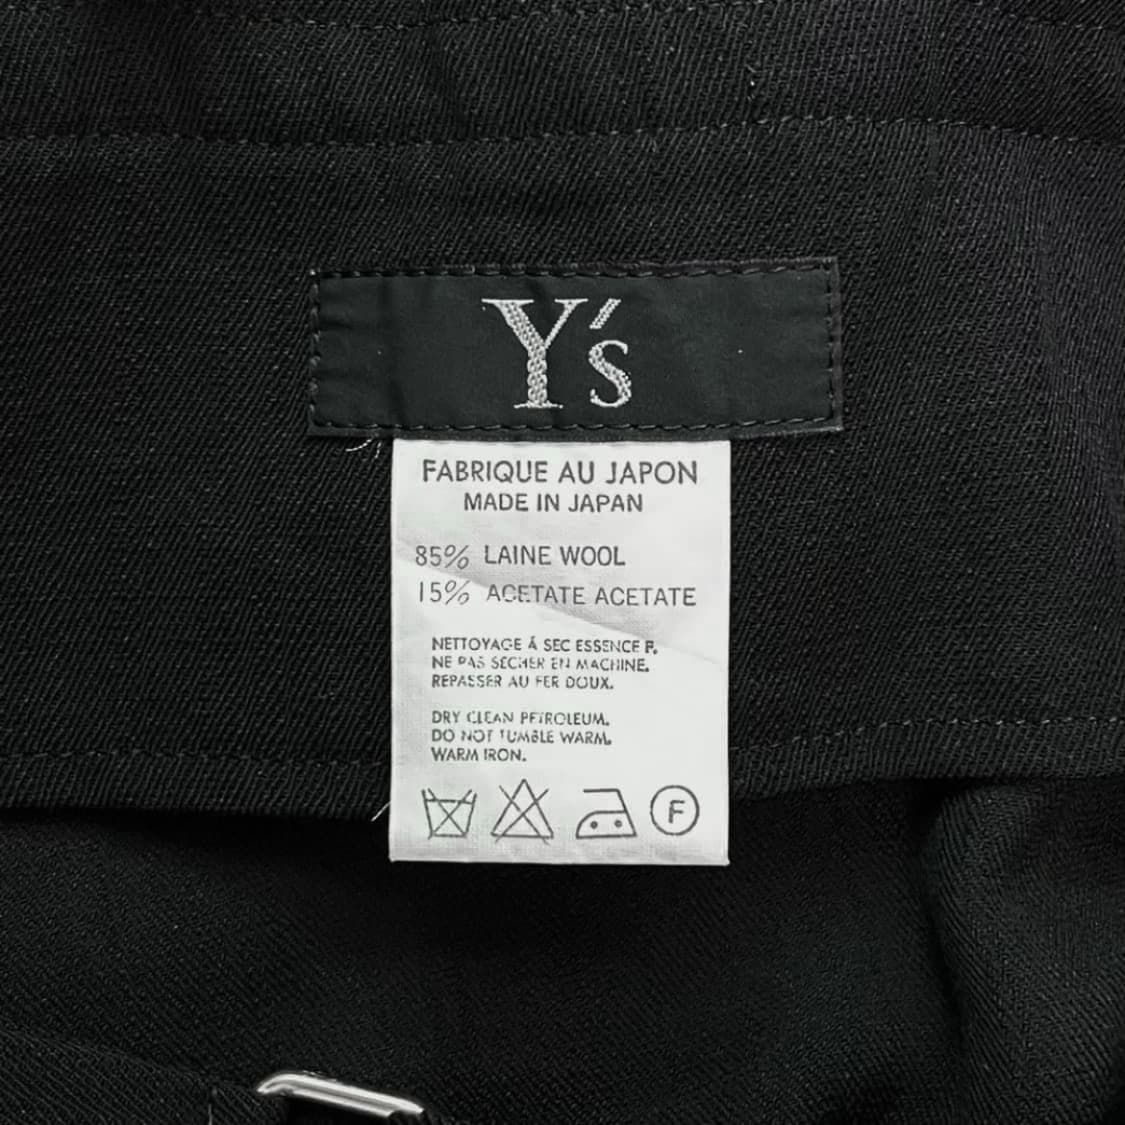 Y's
FABRIQUE AU JAPON
MADE IN JAPAN
85% LAINE WOOL
15% ACETATE ACETATE
NETTOYAGE Á SEC ESSENCE F.
NE PAS SECHER EN MACHINE.
REPASSER AU FER DOUX.
DRY CLEAN PETROLEUM.
DO NOT TUMBLE WARM.
WARM IRON.
F